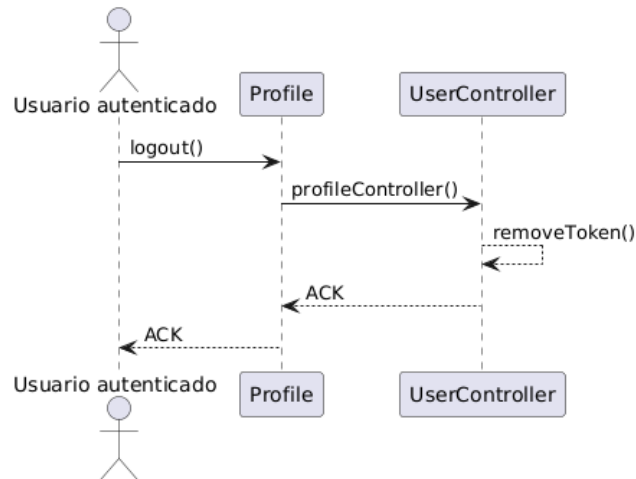 Usuario autenticado
Profile
UserController
logout()
profileController()
removeToken()
ACK
ACK
Usuario autenticado
Profile
UserController